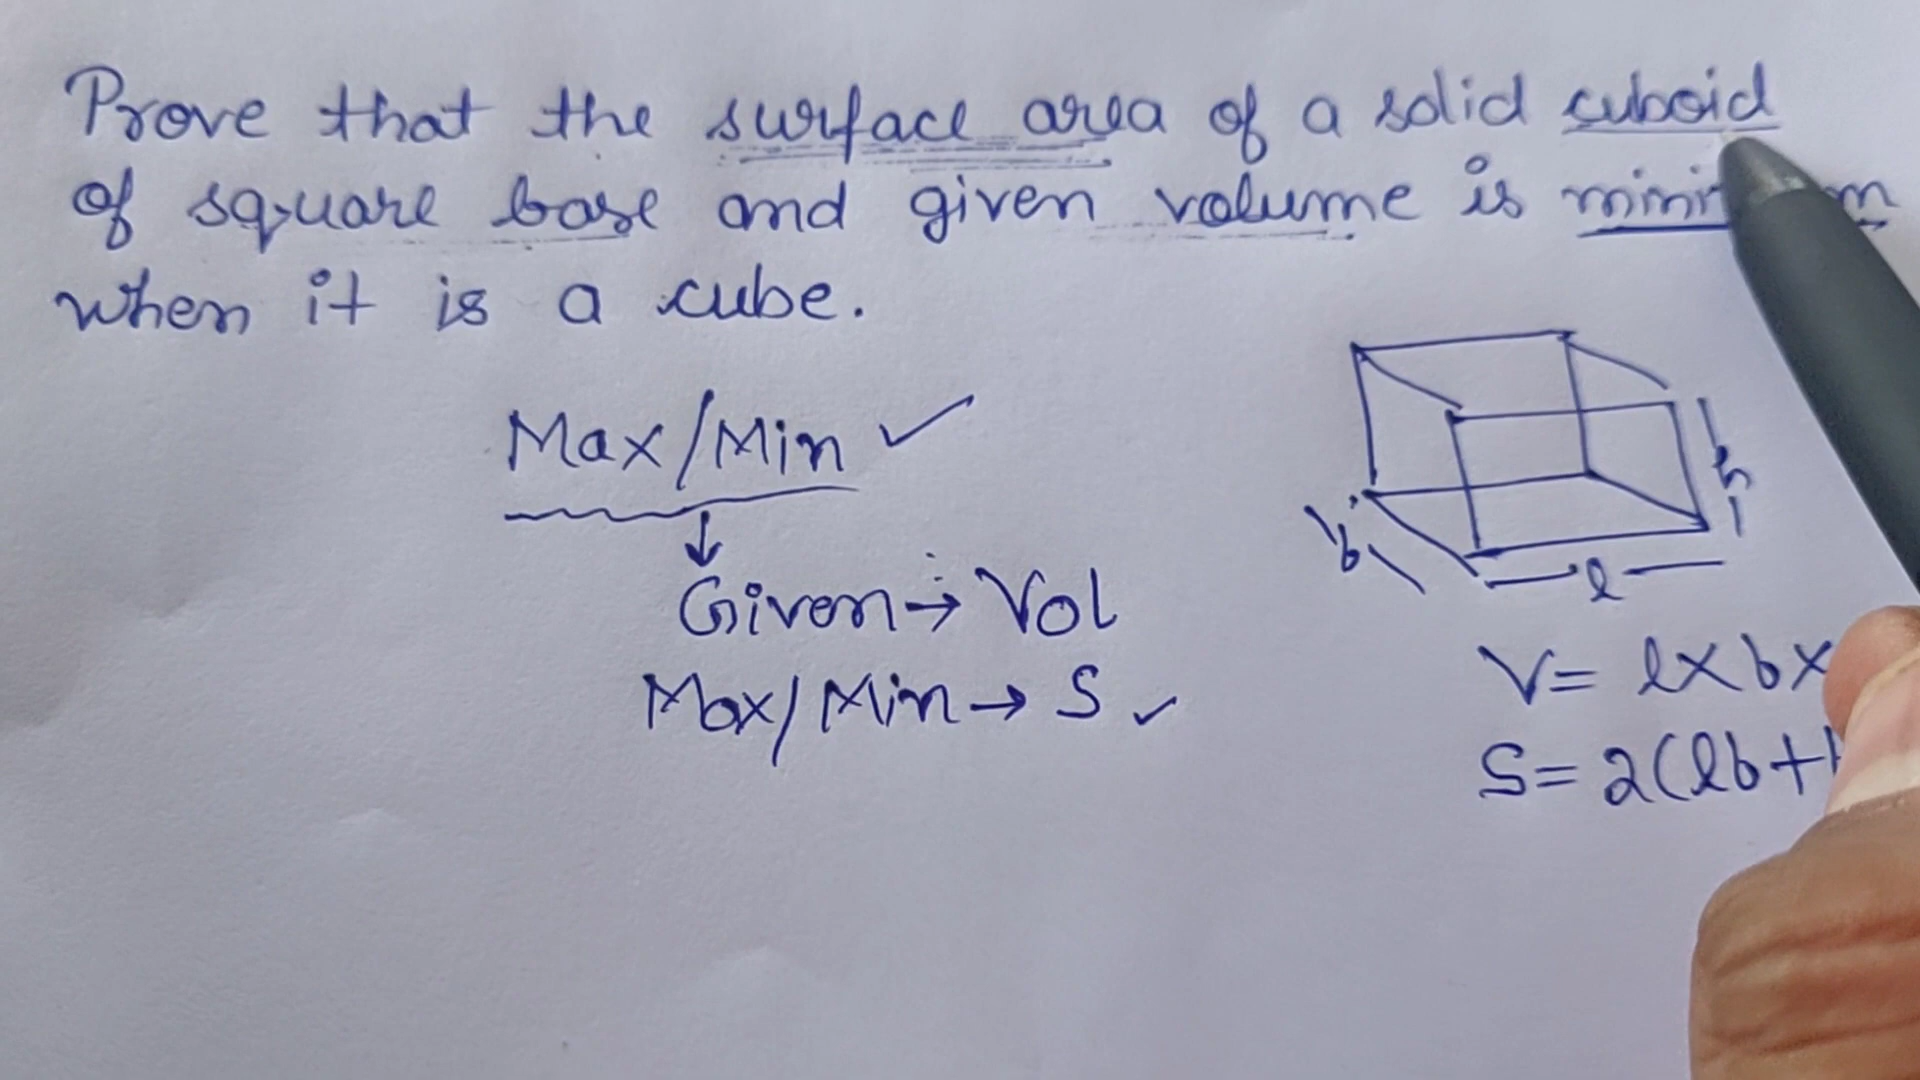 Prove that the surface area of a solid cuboid
of square base and given volume is
when it is a cube.
Max/Min ✓
↓
Given → Vol
Max/Min → S ✓
h
b
l
V= l×b×
S= 2(lb+